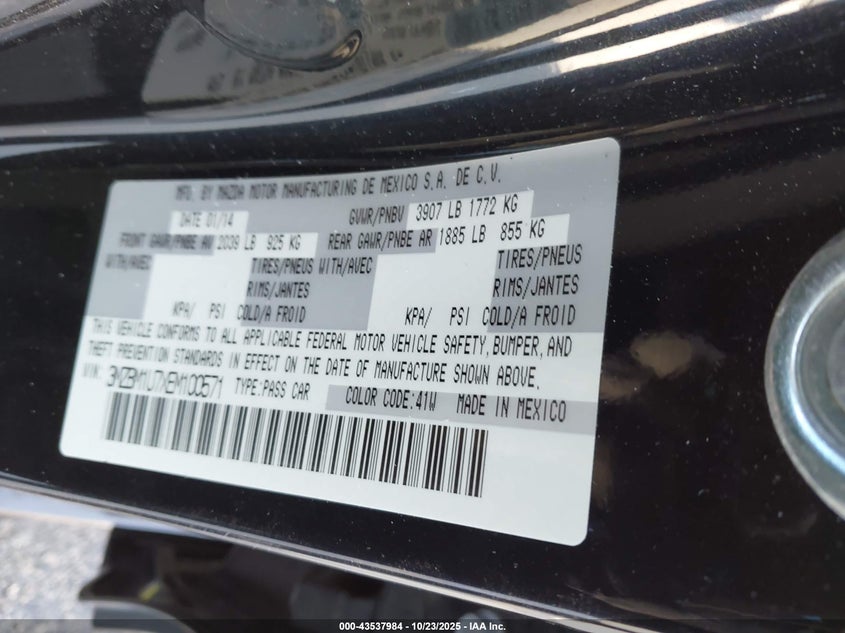 MFD. BY MAZDA MOTOR MANUFACTURING DE MEXICO S.A. DE C.V.
DATE 01/14 GVWR/PNBV 3907 LB 1772 KG
FRONT GAWR/PNBE AV 2039 LB 925 KG REAR GAWR/PNBE AR 1885 LB 855 KG
WITH/AVEC TIRES/PNEUS WITH/AVEC TIRES/PNEUS
RIMS/JANTES RIMS/JANTES
KPA/ PSI COLD/A FROID KPA/ PSI COLD/A FROID
THIS VEHICLE CONFORMS TO ALL APPLICABLE FEDERAL MOTOR VEHICLE SAFETY, BUMPER, AND
THEFT PREVENTION STANDARDS IN EFFECT ON THE DATE OF MANUFACTURE SHOWN ABOVE.
VIN: 3MZBM1U7XEM100571 TYPE:PASS CAR COLOR CODE:41W MADE IN MEXICO
000-43537984 - 10/23/2025 - IAA Inc.